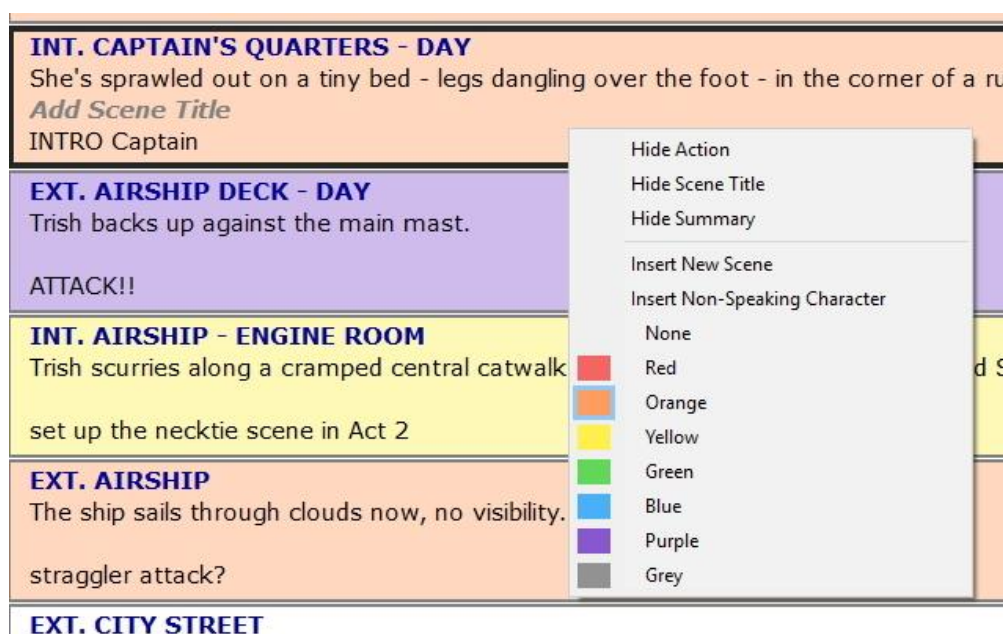 INT. CAPTAIN'S QUARTERS - DAY
She's sprawled out on a tiny bed - legs dangling over the foot - in the corner of a
Add Scene Title
INTRO Captain
EXT. AIRSHIP DECK - DAY
Trish backs up against the main mast.
ATTACK!!
INT. AIRSHIP - ENGINE ROOM
Trish scurries along a cramped central catwalk
set up the necktie scene in Act 2
EXT. AIRSHIP
The ship sails through clouds now, no visibility.
straggler attack?
EXT. CITY STREET
Hide Action
Hide Scene Title
Hide Summary
Insert New Scene
Insert Non-Speaking Character
None
Red
Orange
Yellow
Green
Blue
Purple
Grey